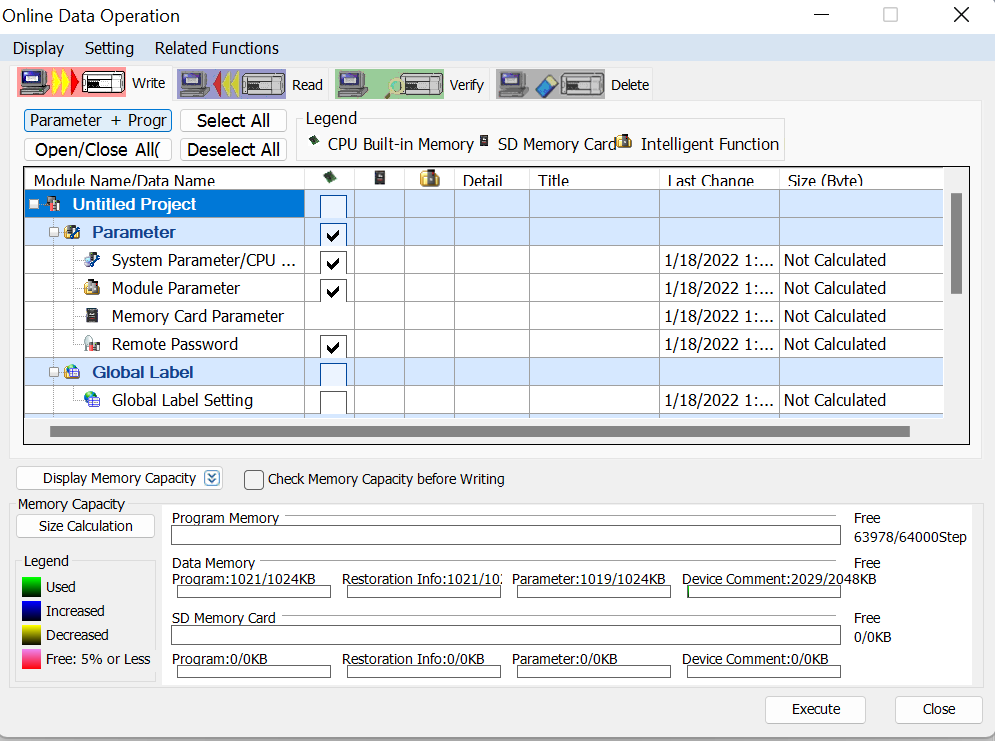 Online Data Operation
Display Setting Related Functions
Write Read Verify Delete
Parameter + Progr Select All Legend
Open/Close All( Deselect All CPU Built-in Memory SD Memory Card Intelligent Function
Module Name/Data Name Detail Title Last Change Size (Byte)
Untitled Project
Parameter
System Parameter/CPU ... 1/18/2022 1:... Not Calculated
Module Parameter 1/18/2022 1:... Not Calculated
Memory Card Parameter 1/18/2022 1:... Not Calculated
Remote Password 1/18/2022 1:... Not Calculated
Global Label
Global Label Setting 1/18/2022 1:... Not Calculated
Display Memory Capacity Check Memory Capacity before Writing
Memory Capacity
Size Calculation
Legend
Used
Increased
Decreased
Free: 5% or Less
Program Memory Free
63978/64000Step
Data Memory Free
Program:1021/1024KB Restoration Info:1021/10 Parameter:1019/1024KB Device Comment:2029/2048KB
SD Memory Card Free
0/0KB
Program:0/0KB Restoration Info:0/0KB Parameter:0/0KB Device Comment:0/0KB
Execute Close